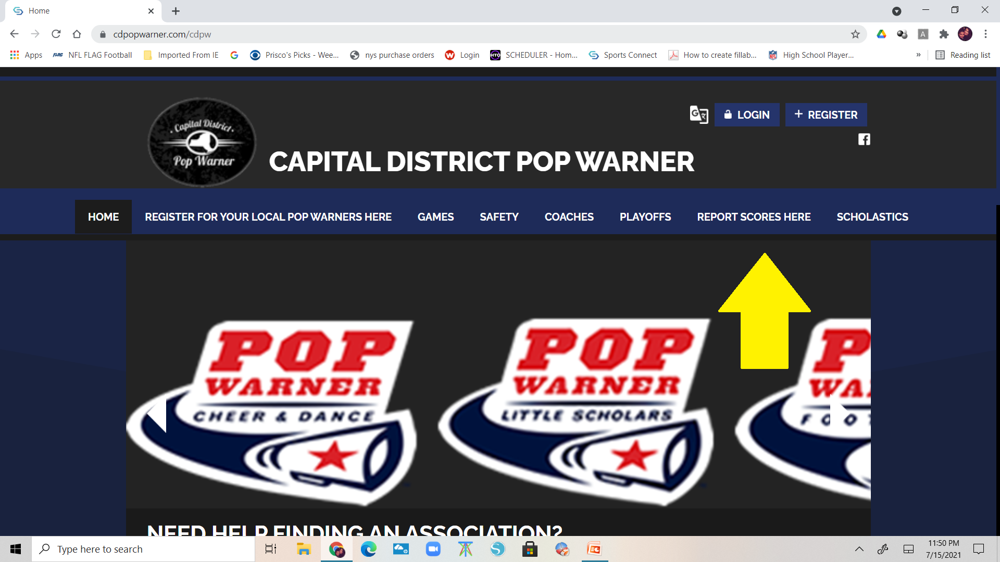 Home
cdpopwarner.com/cdpw
Apps FLAG NFL FLAG Football Imported From IE Prisco's Picks - Wee... nys purchase orders Login HTO SCHEDULER - Hom... Sports Connect How to create fillab... High School Player... » Reading list
LOGIN + REGISTER
· Capital District ·
Pop Warner
CAPITAL DISTRICT POP WARNER
HOME REGISTER FOR YOUR LOCAL POP WARNERS HERE GAMES SAFETY COACHES PLAYOFFS REPORT SCORES HERE SCHOLASTICS
POP
WARNER
CHEER & DANCE
POP
WARNER
LITTLE SCHOLARS
P
WA
FOO
NEED HELP FINDING AN ASSOCIATION?
Type here to search
11:50 PM
7/15/2021